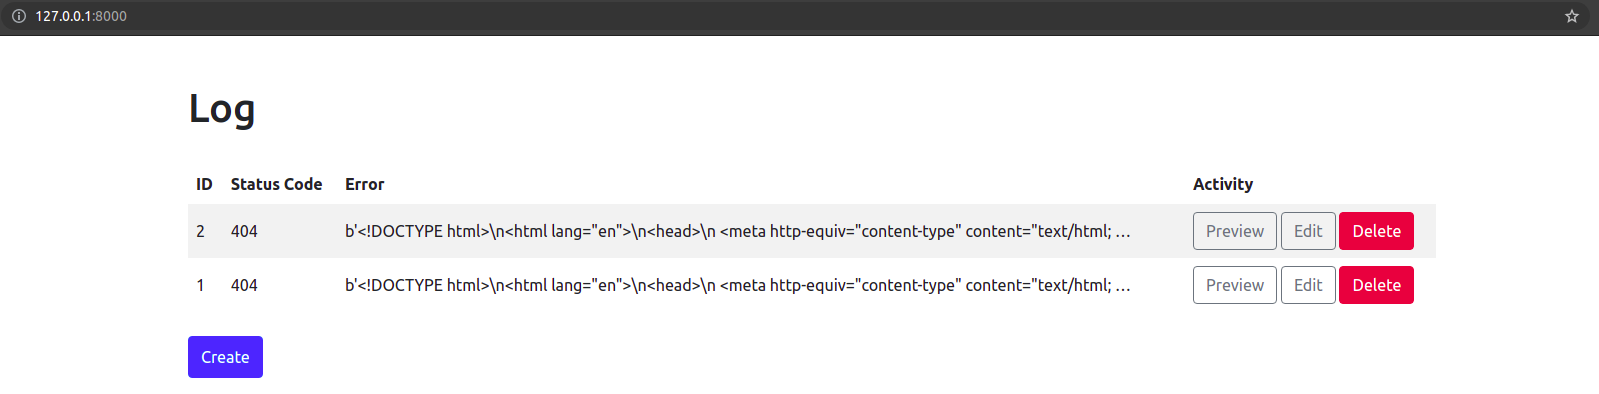 127.0.0.1:8000
Log
ID Status Code Error Activity
2 404 b'<!DOCTYPE html>\n<html lang="en">\n<head>\n <meta http-equiv="content-type" content="text/html; … Preview Edit Delete
1 404 b'<!DOCTYPE html>\n<html lang="en">\n<head>\n <meta http-equiv="content-type" content="text/html; … Preview Edit Delete
Create